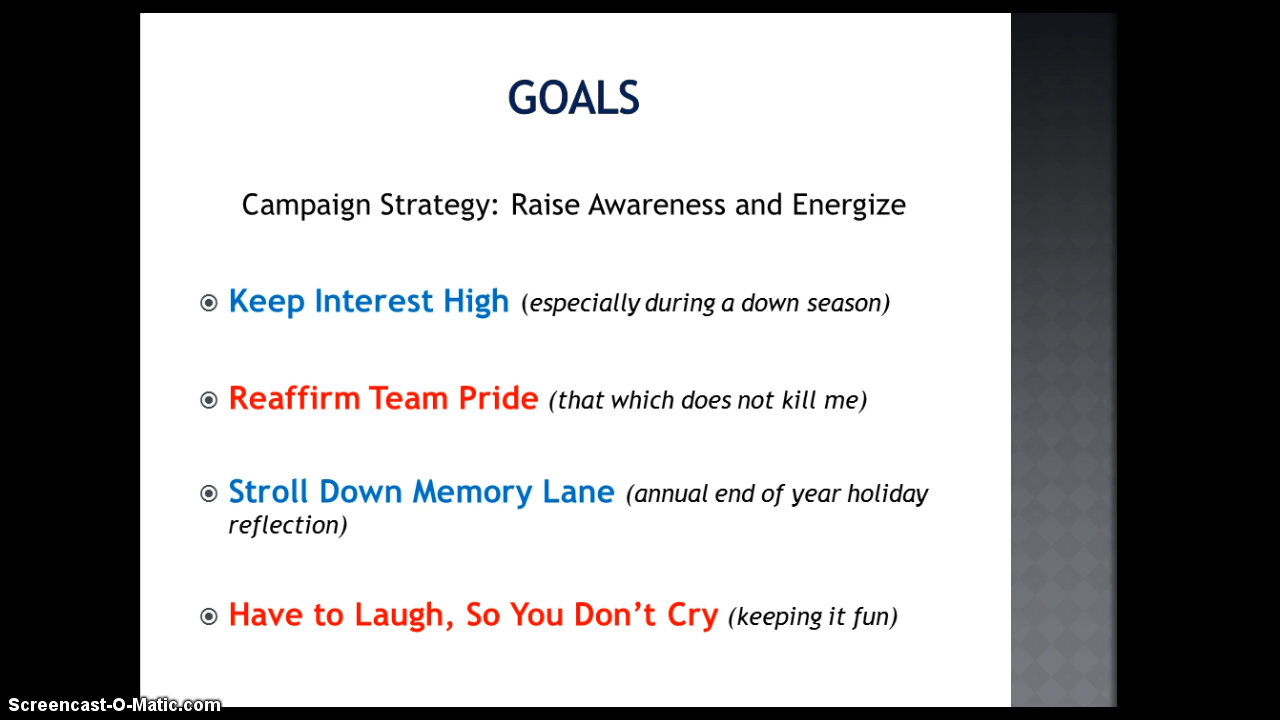 GOALS
Campaign Strategy: Raise Awareness and Energize
Keep Interest High (especially during a down season)
Reaffirm Team Pride (that which does not kill me)
Stroll Down Memory Lane (annual end of year holiday
reflection)
Have to Laugh, So You Don’t Cry (keeping it fun)
Screencast-O-Matic.com